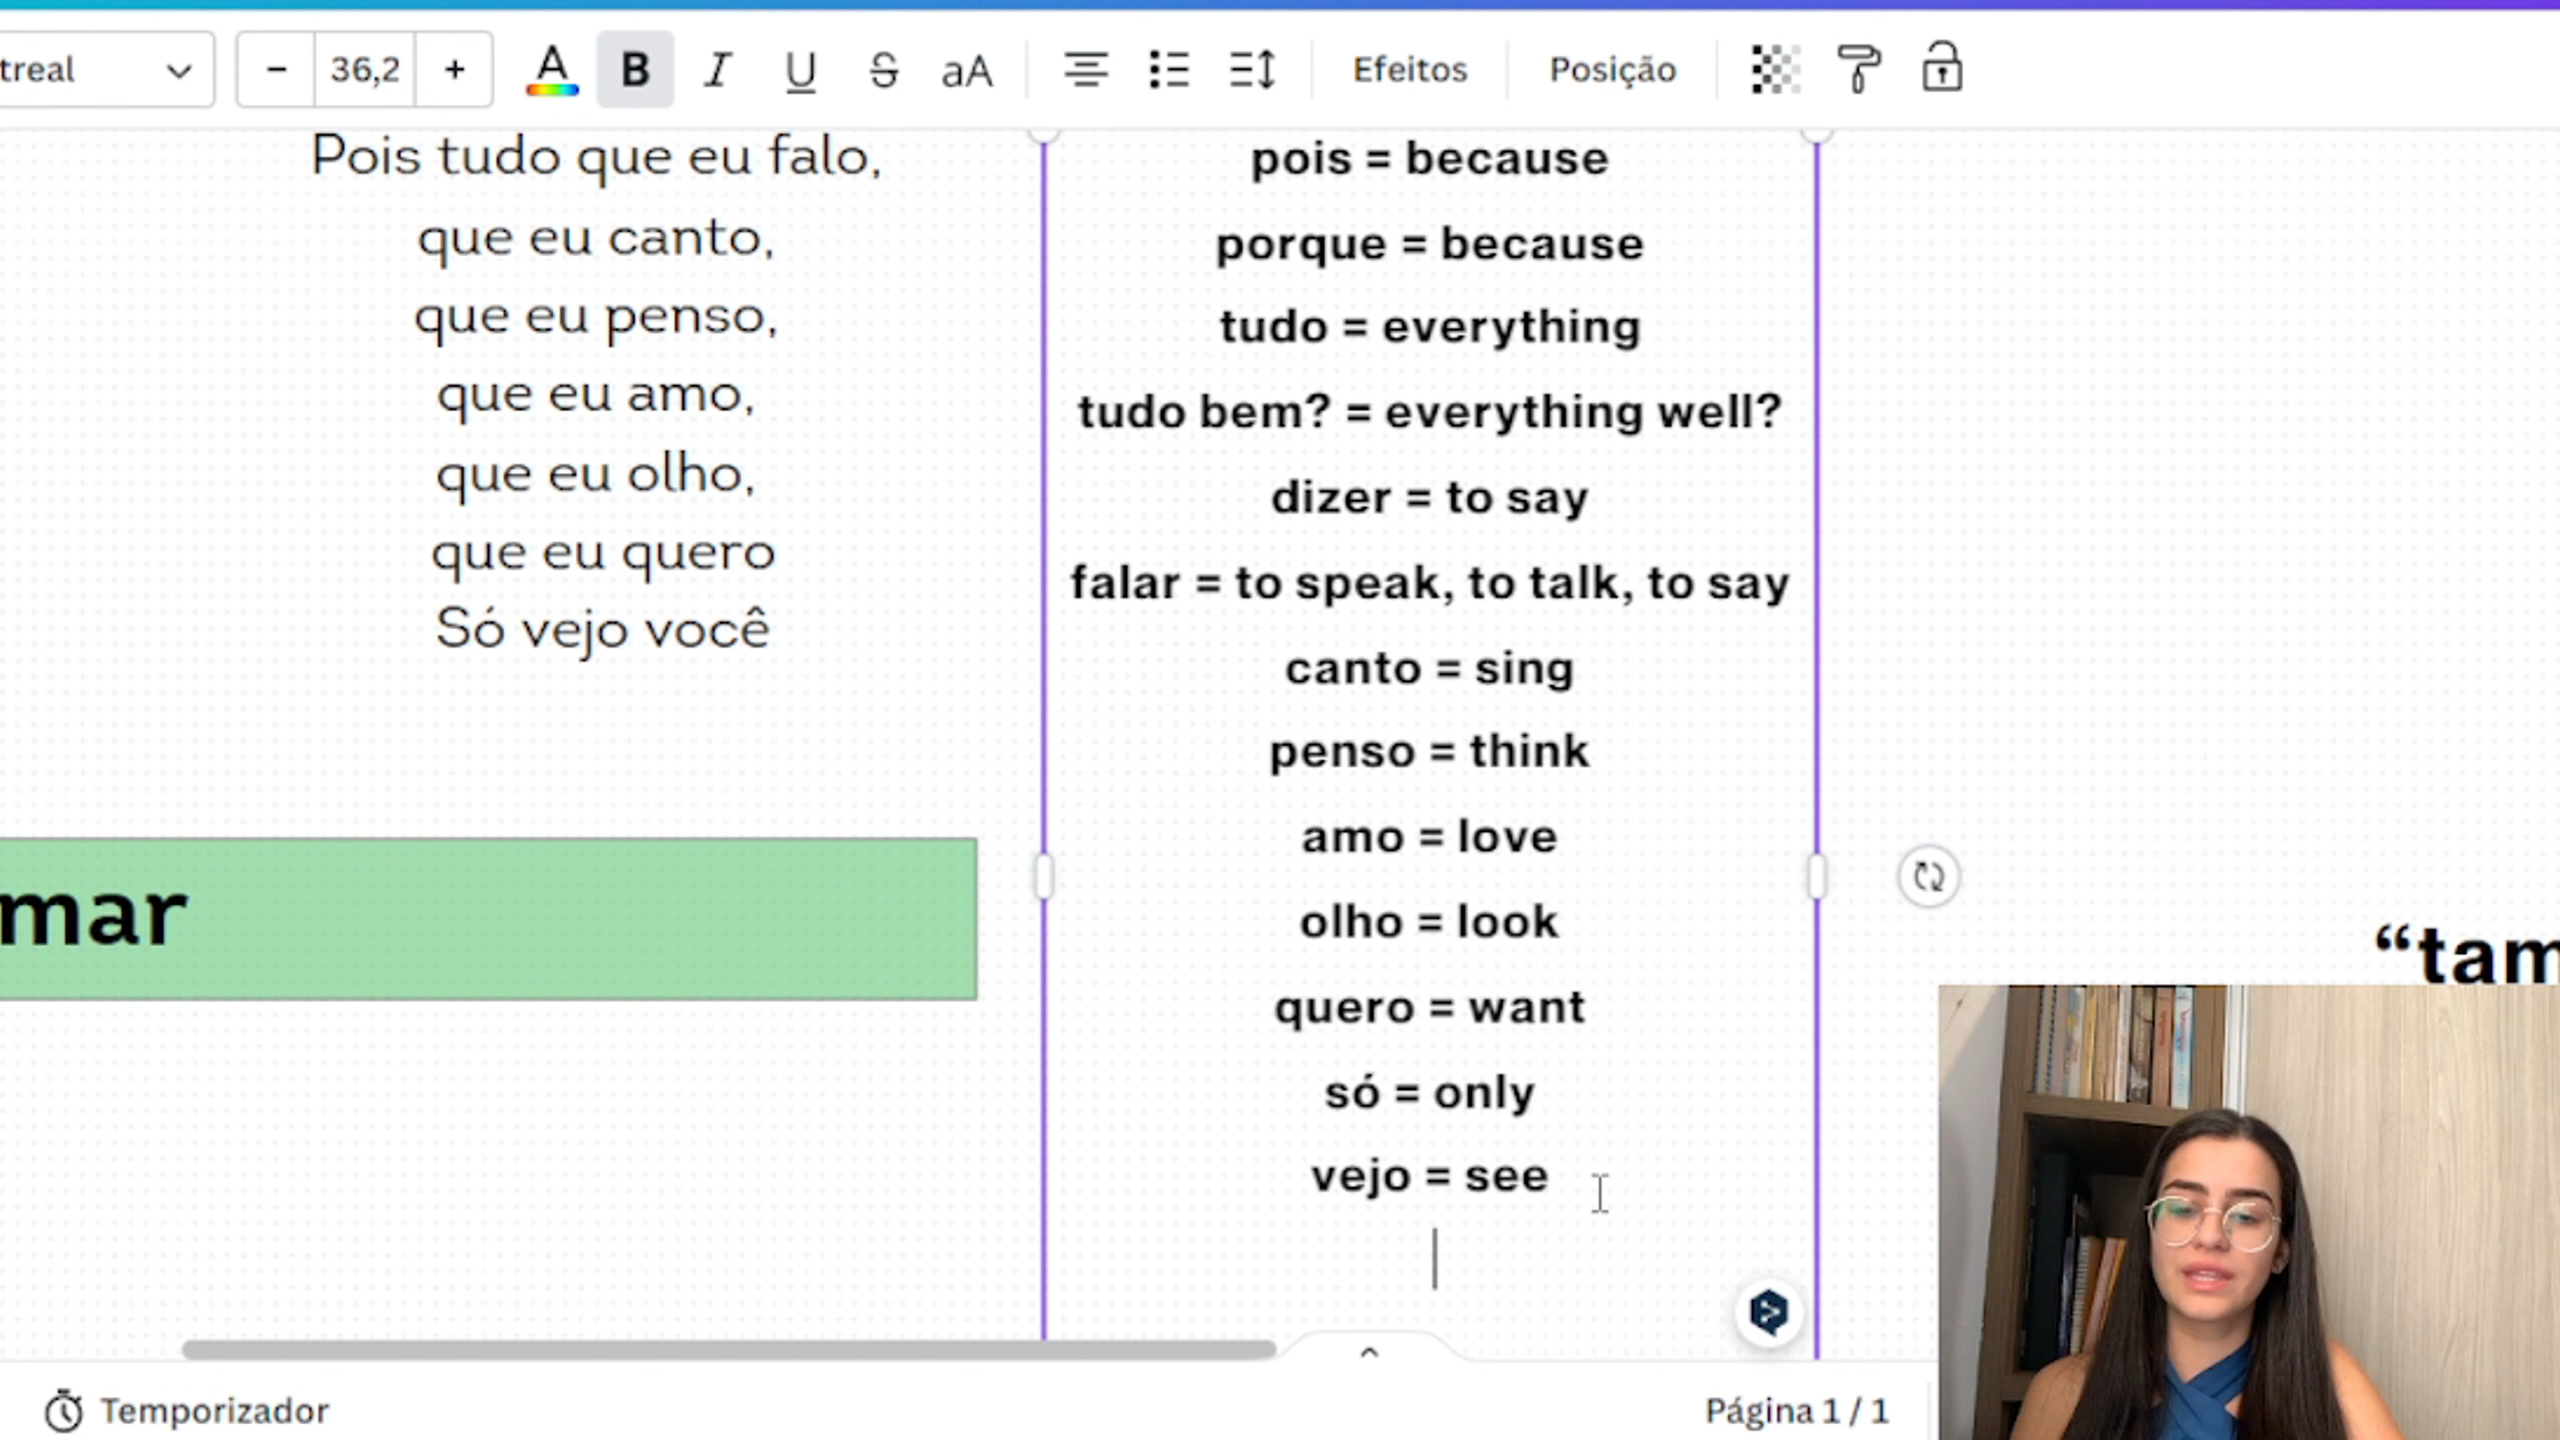 treal
36,2
A
B
I
U
S
aA
Efeitos
Posição
Pois tudo que eu falo,
que eu canto,
que eu penso,
que eu amo,
que eu olho,
que eu quero
Só vejo você
mar
pois = because
porque = because
tudo = everything
tudo bem? = everything well?
dizer = to say
falar = to speak, to talk, to say
canto = sing
penso = think
amo = love
olho = look
quero = want
só = only
vejo = see
“tam
Temporizador
Página 1 / 1